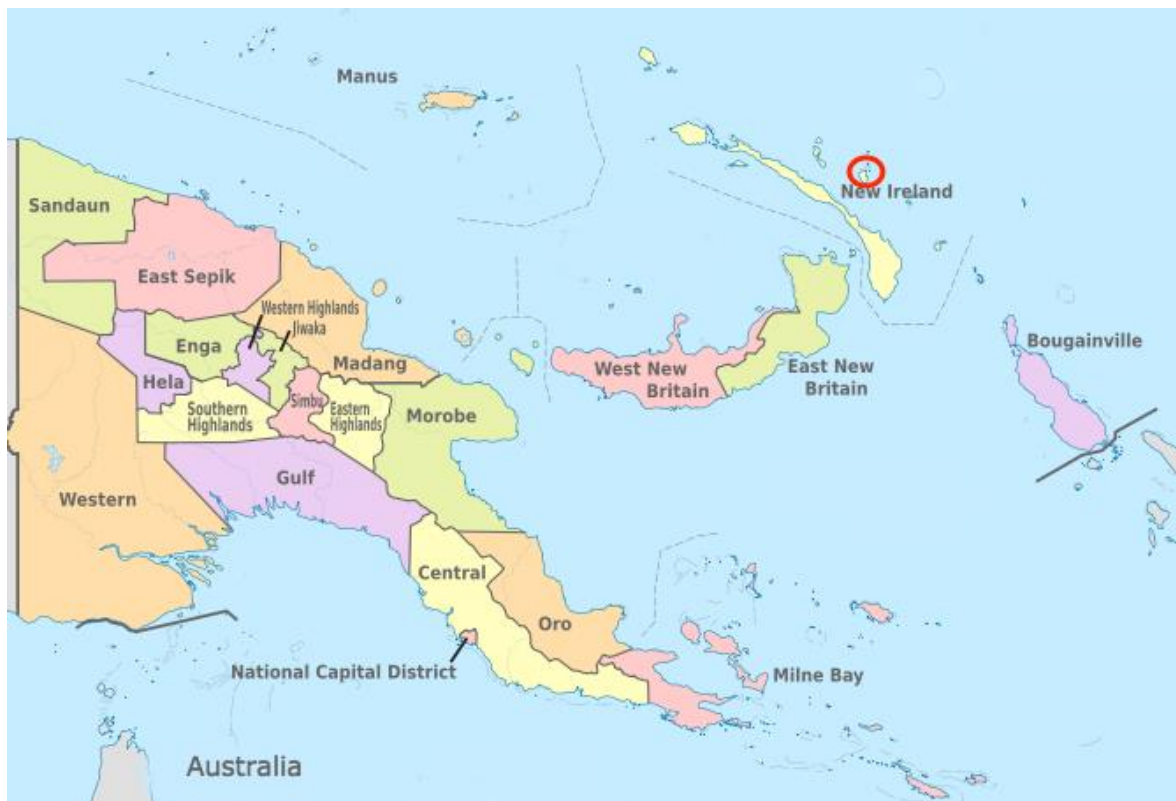 Manus
New Ireland
Sandaun
East Sepik
Western Highlands
Jiwaka
Enga
Madang
Hela
Bougainville
West New
Britain
East New
Britain
Southern
Highlands
Simbu
Eastern
Highlands
Morobe
Gulf
Western
Central
Oro
National Capital District
Milne Bay
Australia